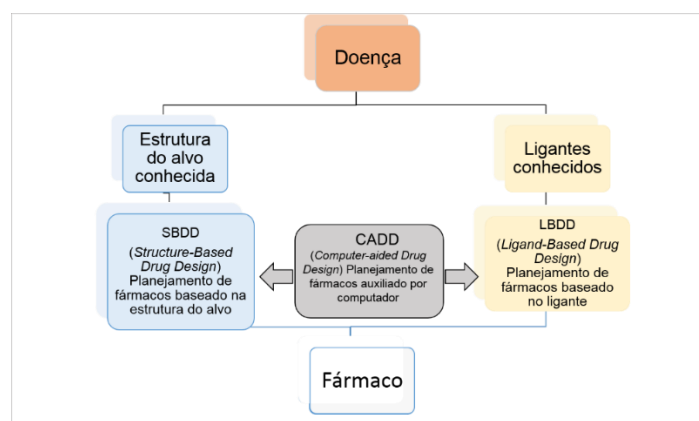 Doença
Estrutura
do alvo
conhecida
Ligantes
conhecidos
SBDD
(Structure-Based
Drug Design)
Planejamento de
fármacos baseado na
estrutura do alvo
CADD
(Computer-aided Drug
Design) Planejamento de
fármacos auxiliado por
computador
LBDD
(Ligand-Based Drug
Design)
Planejamento de
fármacos baseado
no ligante
Fármaco